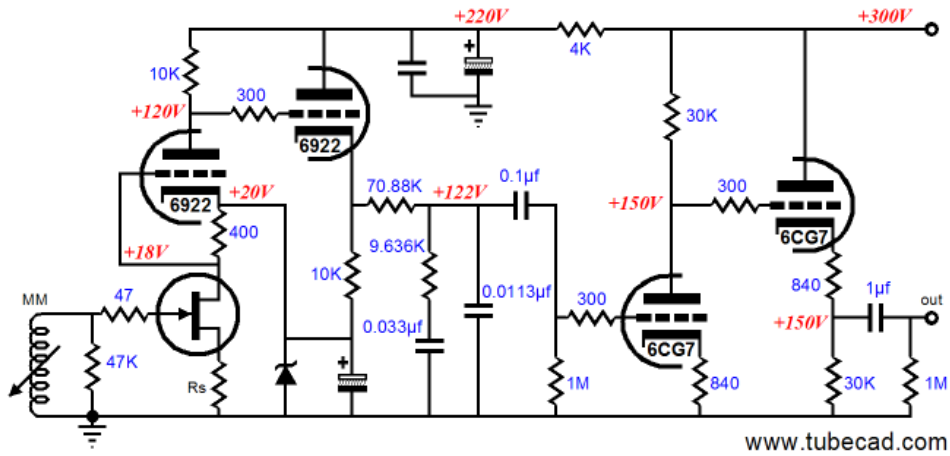 +220V
+300V
4K
10K
300
+120V
6922
30K
0.1µf
70.88K
+122V
+20V
6922
+150V
300
400
9.636K
6CG7
+18V
10K
0.0113µf
840
1µf
out
MM
47
300
+150V
0.033µf
6CG7
47K
Rs
1M
840
30K
1M
www.tubecad.com